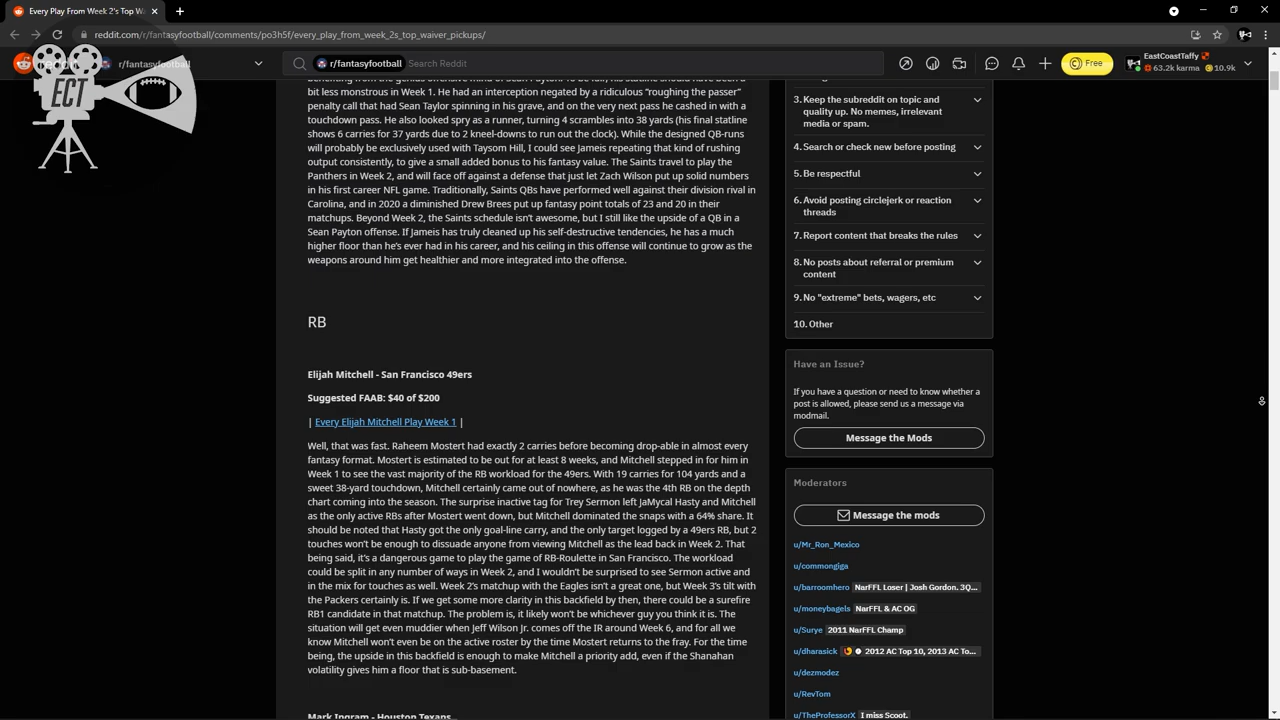 Every Play From Week 2's Top W
reddit.com/r/fantasyfootball/comments/po3h5f/every_play_from_week_2s_top_waiver_pickups/
r/fantasyfootball
r/fantasyfootball Search Reddit
Free
EastCoastTaffy
63.2k karma 10.9k
ECT
bit less monstrous in Week 1. He had an interception negated by a ridiculous "roughing the passer"
penalty call that had Sean Taylor spinning in his grave, and on the very next pass he cashed in with a
touchdown pass. He also looked spry as a runner, turning 4 scrambles into 38 yards (his final statline
shows 6 carries for 37 yards due to 2 kneel-downs to run out the clock). While the designed QB-runs
will probably be exclusively used with Taysom Hill, I could see Jameis repeating that kind of rushing
output consistently, to give a small added bonus to his fantasy value. The Saints travel to play the
Panthers in Week 2, and will face off against a defense that just let Zach Wilson put up solid numbers
in his first career NFL game. Traditionally, Saints QBs have performed well against their division rival in
Carolina, and in 2020 a diminished Drew Brees put up fantasy point totals of 23 and 20 in their
matchups. Beyond Week 2, the Saints schedule isn't awesome, but I still like the upside of a QB in a
Sean Payton offense. If Jameis has truly cleaned up his self-destructive tendencies, he has a much
higher floor than he's ever had in his career, and his ceiling in this offense will continue to grow as the
weapons around him get healthier and more integrated into the offense.
RB
Elijah Mitchell - San Francisco 49ers
Suggested FAAB: $40 of $200
| Every Elijah Mitchell Play Week 1 |
Well, that was fast. Raheem Mostert had exactly 2 carries before becoming drop-able in almost every
fantasy format. Mostert is estimated to be out for at least 8 weeks, and Mitchell stepped in for him in
Week 1 to see the vast majority of the RB workload for the 49ers. With 19 carries for 104 yards and a
sweet 38-yard touchdown, Mitchell certainly came out of nowhere, as he was the 4th RB on the depth
chart coming into the season. The surprise inactive tag for Trey Sermon left JaMycal Hasty and Mitchell
as the only active RBs after Mostert went down, but Mitchell dominated the snaps with a 64% share. It
should be noted that Hasty got the only goal-line carry, and the only target logged by a 49ers RB, but 2
touches won't be enough to dissuade anyone from viewing Mitchell as the lead back in Week 2. That
being said, it's a dangerous game to play the game of RB-Roulette in San Francisco. The workload
could be split in any number of ways in Week 2, and I wouldn't be surprised to see Sermon active and
in the mix for touches as well. Week 2's matchup with the Eagles isn't a great one, but Week 3's tilt with
the Packers certainly is. If we get some more clarity in this backfield by then, there could be a surefire
RB1 candidate in that matchup. The problem is, it likely won't be whichever guy you think it is. The
situation will get even muddier when Jeff Wilson Jr. comes off the IR around Week 6, and for all we
know Mitchell won't even be on the active roster by the time Mostert returns to the fray. For the time
being, the upside in this backfield is enough to make Mitchell a priority add, even if the Shanahan
volatility gives him a floor that is sub-basement.
Mark Ingram - Houston Texans
3. Keep the subreddit on topic and
quality up. No memes, irrelevant
media or spam.
4. Search or check new before posting
5. Be respectful
6. Avoid posting circlejerk or reaction
threads
7. Report content that breaks the rules
8. No posts about referral or premium
content
9. No "extreme" bets, wagers, etc
10. Other
Have an Issue?
If you have a question or need to know whether a
post is allowed, please send us a message via
modmail.
Message the Mods
Moderators
Message the mods
u/Mr_Ron_Mexico
u/commongiga
u/barroomhero NarFFL Loser | Josh Gordon. 3Q...
u/moneybagels NarFFL & AC OG
u/Surye 2011 NarFFL Champ
u/dharasick 2012 AC Top 10, 2013 AC To...
u/dezmodez
u/RevTom
u/TheProfessorX I miss Scoot.